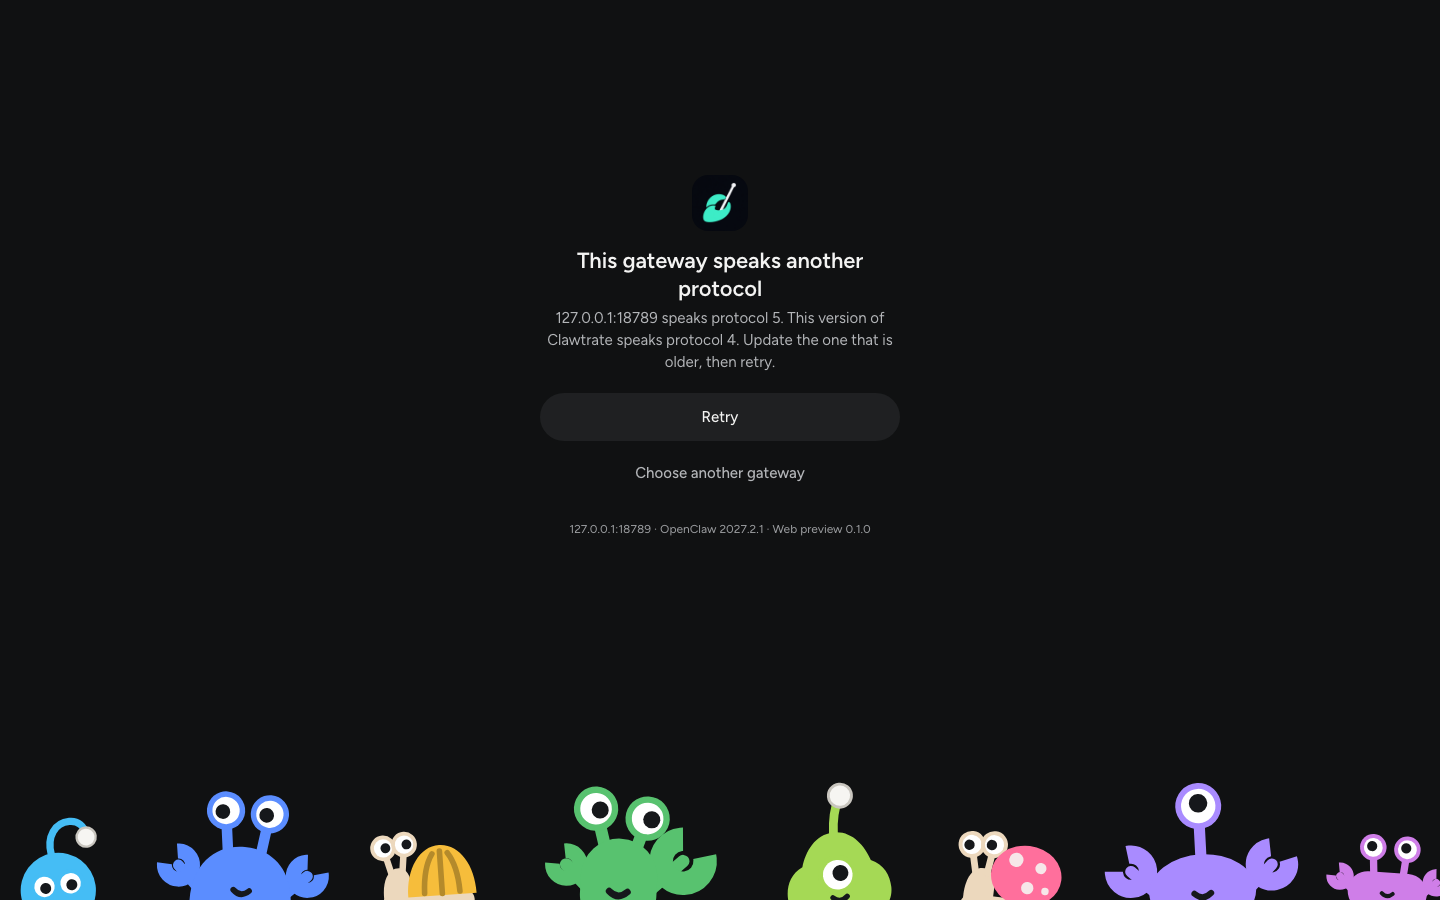 This gateway speaks another
protocol
127.0.0.1:18789 speaks protocol 5. This version of
Clawtrate speaks protocol 4. Update the one that is
older, then retry.
Retry
Choose another gateway
127.0.0.1:18789 · OpenClaw 2027.2.1 · Web preview 0.1.0